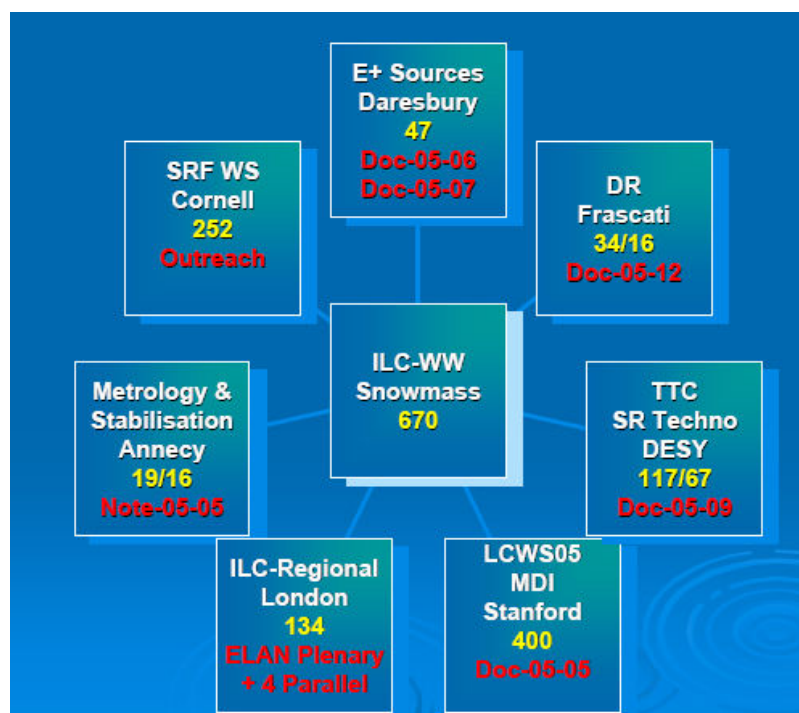 E+ Sources
Daresbury
47
Doc-05-06
Doc-05-07
SRF WS
Cornell
252
Outreach
DR
Frascati
34/16
Doc-05-12
ILC-WW
Snowmass
670
Metrology &
Stabilisation
Annecy
19/16
Note-05-05
TTC
SR Techno
DESY
117/67
Doc-05-09
ILC-Regional
London
134
ELAN Plenary
+ 4 Parallel
LCWS05
MDI
Stanford
400
Doc-05-05